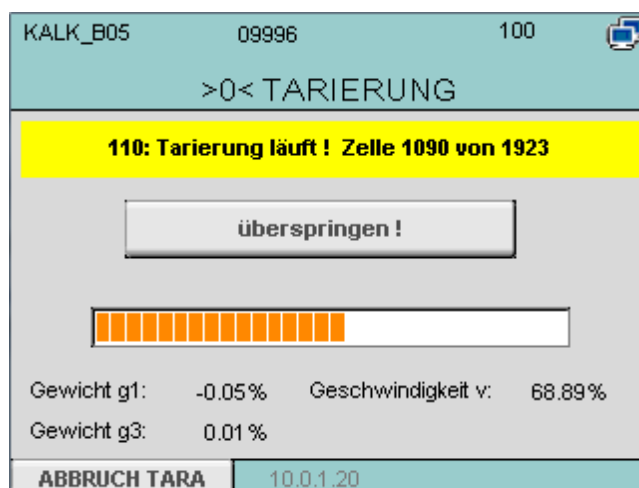 KALK_B05 09996 100
>0< TARIERUNG
110: Tarierung läuft ! Zelle 1090 von 1923
überspringen !
Gewicht g1: -0.05% Geschwindigkeit v: 68.89%
Gewicht g3: 0.01%
ABBRUCH TARA 10.0.1.20